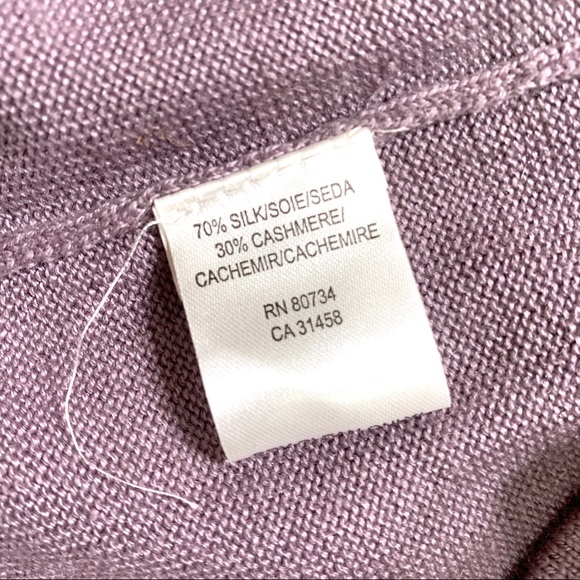 70% SILK/SOIE/SEDA
30% CASHMERE/
CACHEMIR/CACHEMIRE
RN 80734
CA 31458